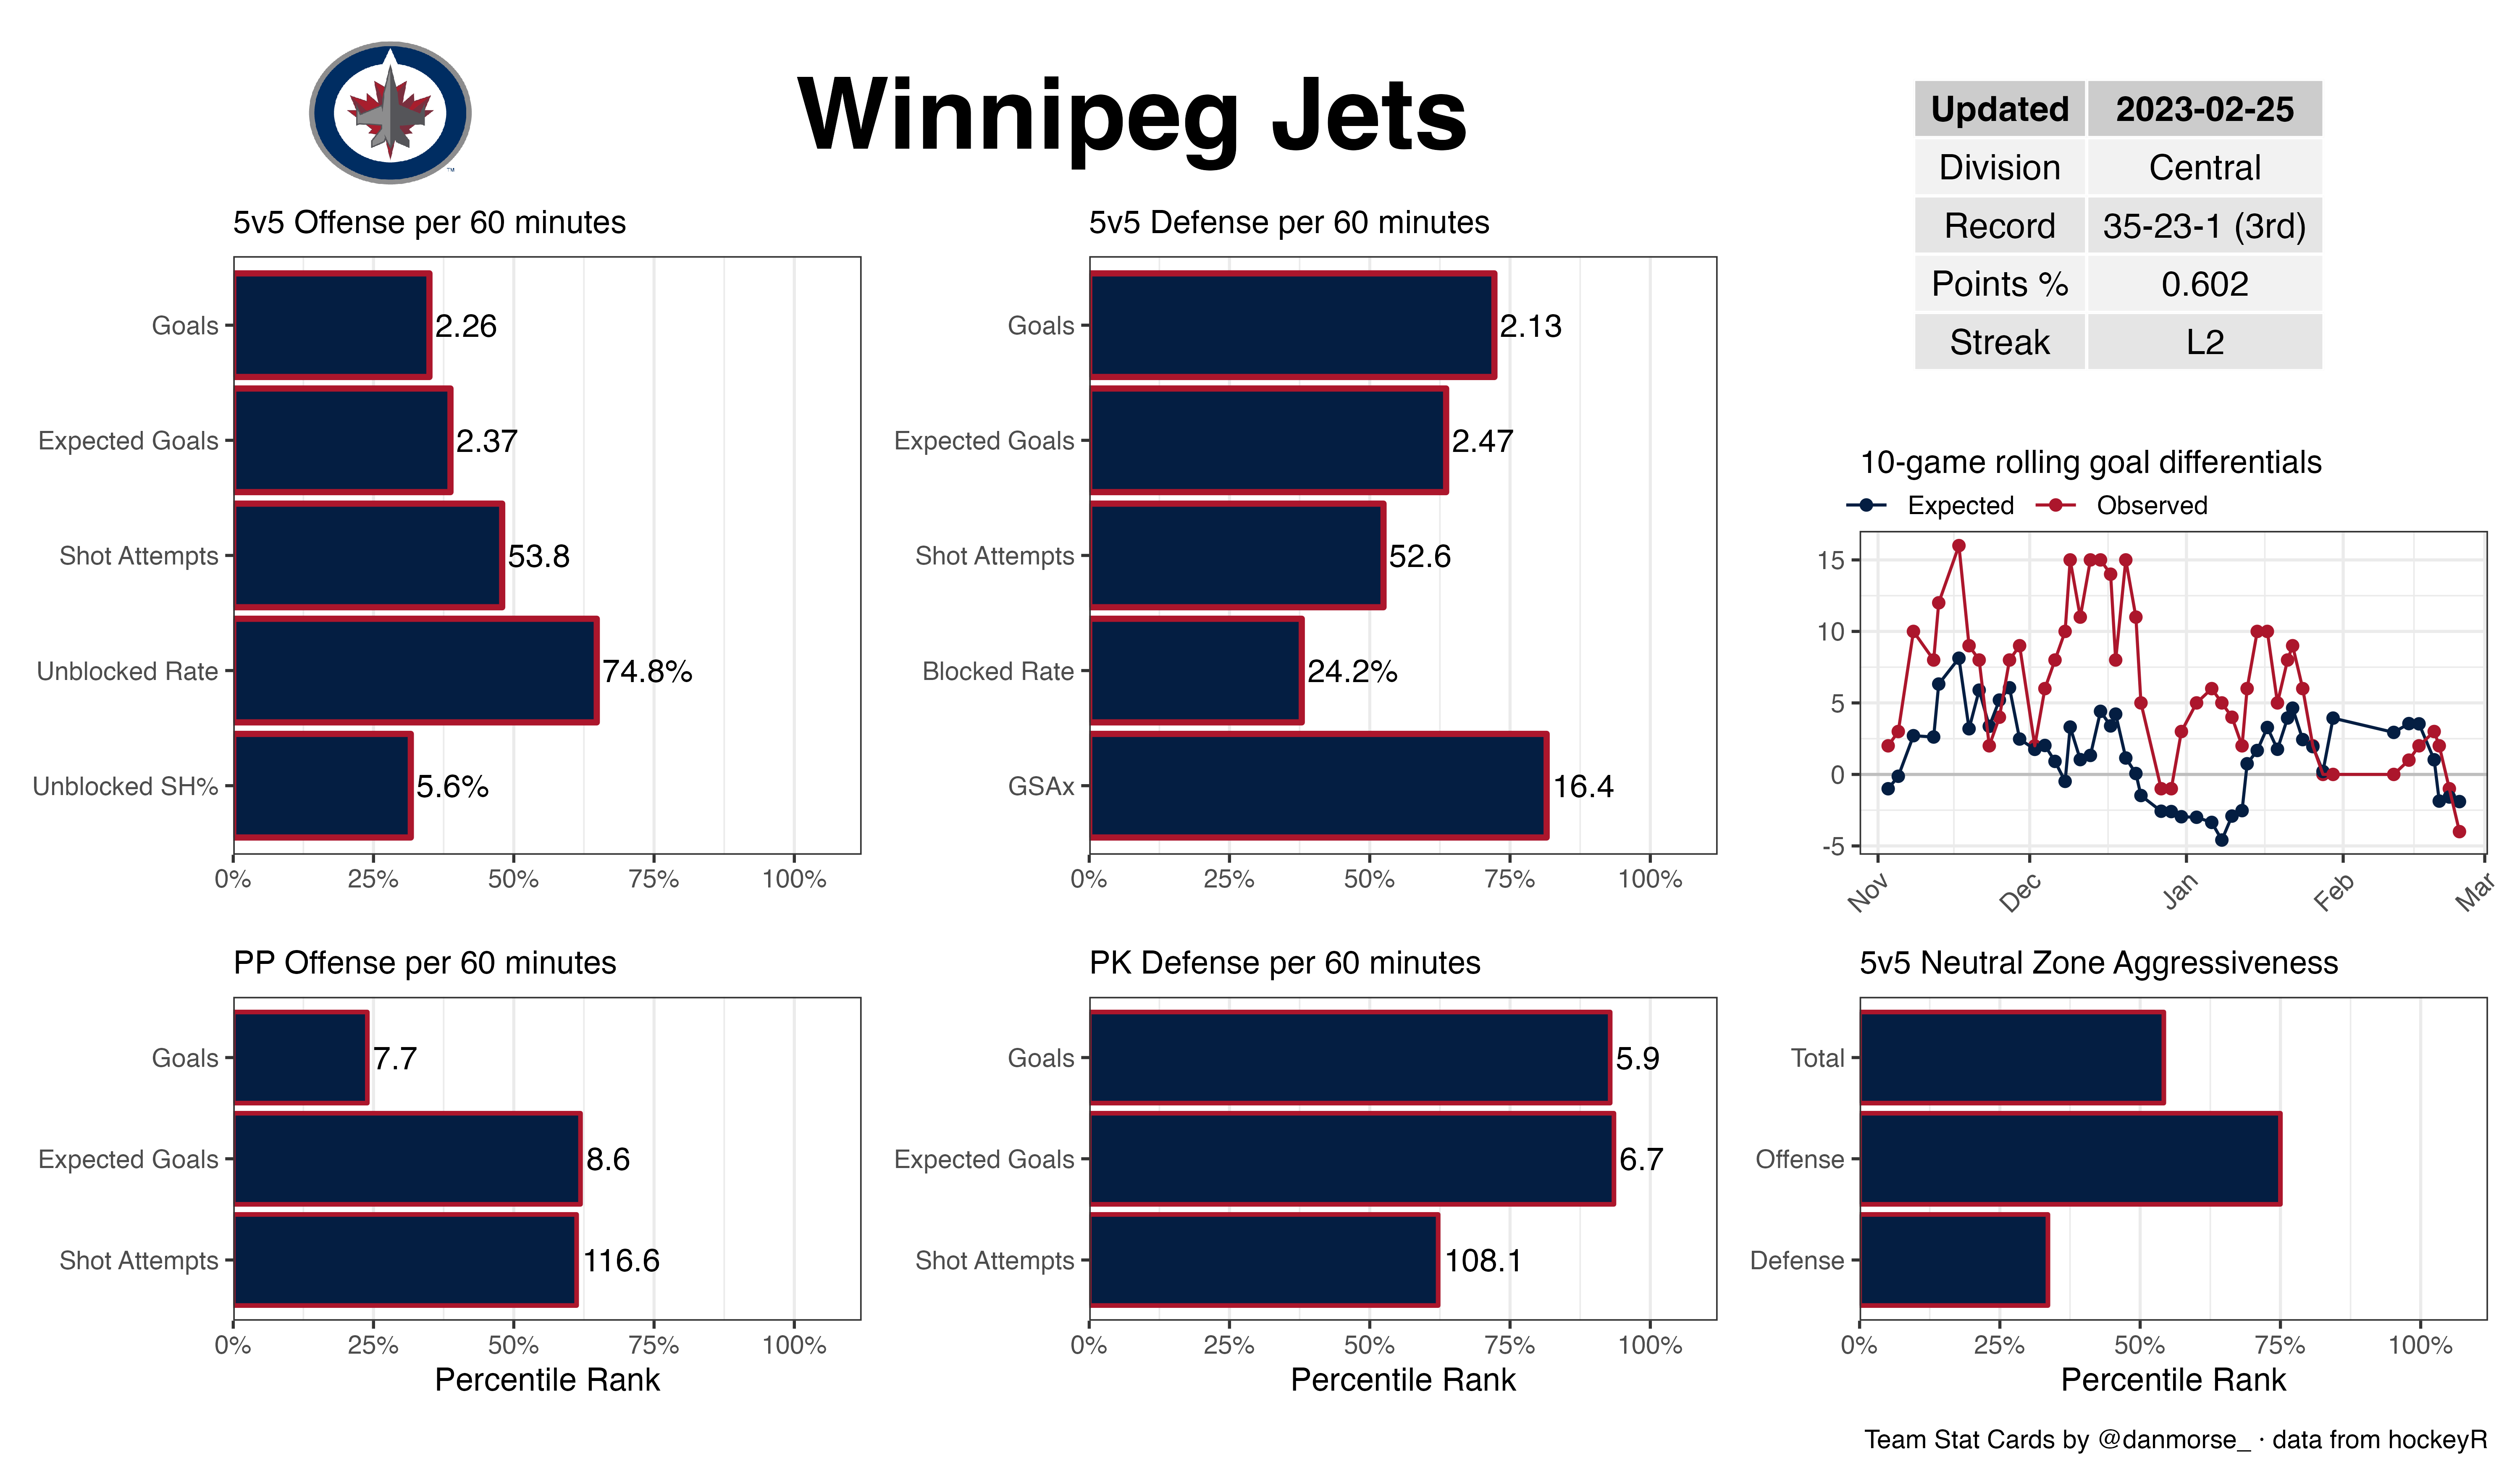 Winnipeg Jets
TM
Updated 2023-02-25
Division Central
Record 35-23-1 (3rd)
Points % 0.602
Streak L2
5v5 Offense per 60 minutes
Goals 2.26
Expected Goals 2.37
Shot Attempts 53.8
Unblocked Rate 74.8%
Unblocked SH% 5.6%
0% 25% 50% 75% 100%
5v5 Defense per 60 minutes
Goals 2.13
Expected Goals 2.47
Shot Attempts 52.6
Blocked Rate 24.2%
GSAx 16.4
0% 25% 50% 75% 100%
10-game rolling goal differentials
Expected Observed
15
10
5
0
-5
Nov Dec Jan Feb Mar
PP Offense per 60 minutes
Goals 7.7
Expected Goals 8.6
Shot Attempts 116.6
0% 25% 50% 75% 100%
Percentile Rank
PK Defense per 60 minutes
Goals 5.9
Expected Goals 6.7
Shot Attempts 108.1
0% 25% 50% 75% 100%
Percentile Rank
5v5 Neutral Zone Aggressiveness
Total
Offense
Defense
0% 25% 50% 75% 100%
Percentile Rank
Team Stat Cards by @danmorse_ · data from hockeyR